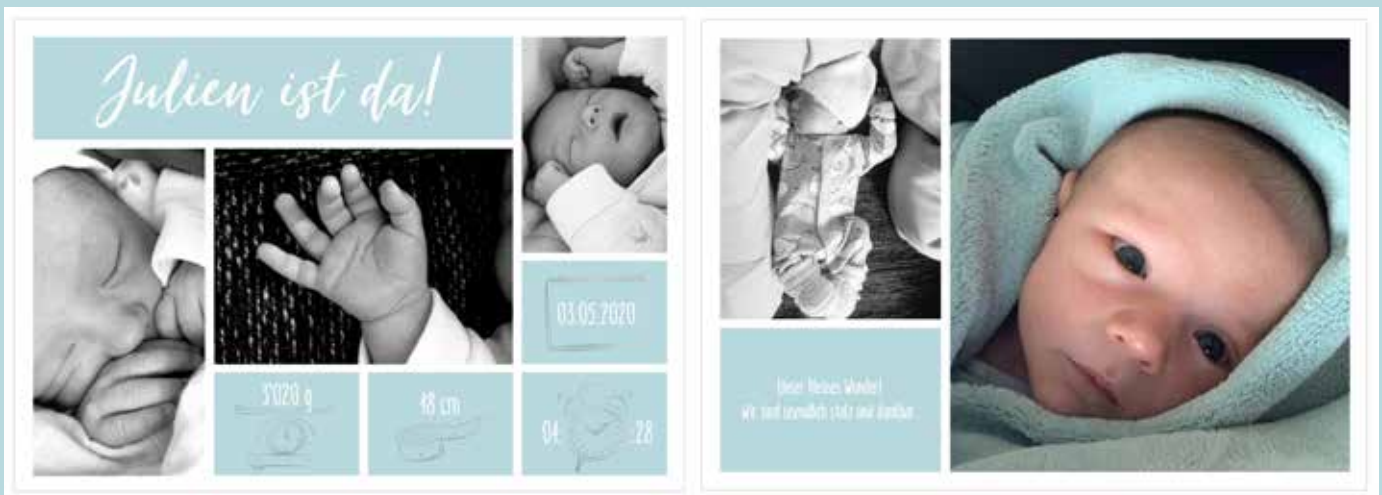 Julien ist da!
03.05.2020
3'020 g
48 cm
04 28
Unser kleines Wunder!
Wir sind unendlich stolz und dankbar.